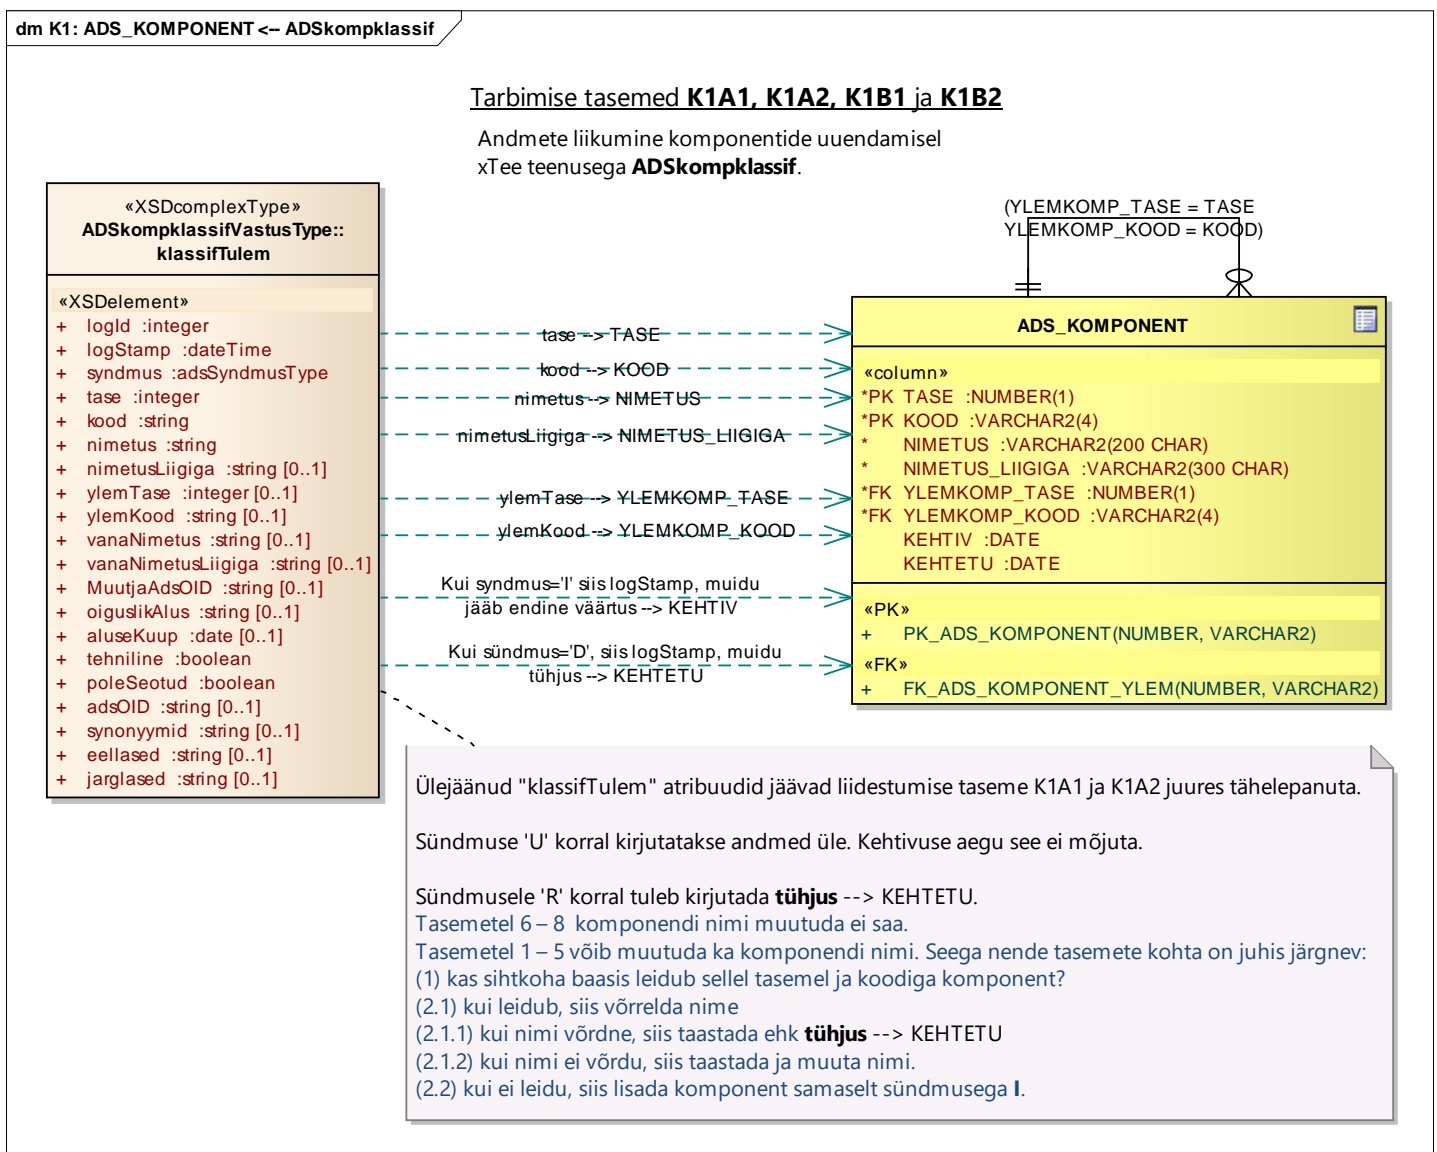 dm K1: ADS_KOMPONENT <-- ADSkompklassif
Tarbimise tasemed K1A1, K1A2, K1B1 ja K1B2
Andmete liikumine komponentide uuendamisel
xTee teenusega ADSkompklassif.
«XSDcomplexType»
ADSkompklassifVastusType::
klassifTulem
«XSDelement»
+ logId :integer
+ logStamp :dateTime
+ syndmus :adsSyndmusType
+ tase :integer
+ kood :string
+ nimetus :string
+ nimetusLiigiga :string [0..1]
+ ylemTase :integer [0..1]
+ ylemKood :string [0..1]
+ vanaNimetus :string [0..1]
+ vanaNimetusLiigiga :string [0..1]
+ MuutjaAdsOID :string [0..1]
+ oiguslikAlus :string [0..1]
+ aluseKuup :date [0..1]
+ tehniline :boolean
+ poleSeotud :boolean
+ adsOID :string [0..1]
+ synonyymid :string [0..1]
+ eellased :string [0..1]
+ jarglased :string [0..1]
tase --> TASE
kood --> KOOD
nimetus --> NIMETUS
nimetusLiigiga --> NIMETUS_LIIGIGA
ylemTase --> YLEMKOMP_TASE
ylemKood --> YLEMKOMP_KOOD
Kui syndmus='I' siis logStamp, muidu
jääb endine väärtus --> KEHTIV
Kui sündmus='D', siis logStamp, muidu
tühjus --> KEHTETU
(YLEMKOMP_TASE = TASE
YLEMKOMP_KOOD = KOOD)
ADS_KOMPONENT
«column»
*PK TASE :NUMBER(1)
*PK KOOD :VARCHAR2(4)
* NIMETUS :VARCHAR2(200 CHAR)
* NIMETUS_LIIGIGA :VARCHAR2(300 CHAR)
*FK YLEMKOMP_TASE :NUMBER(1)
*FK YLEMKOMP_KOOD :VARCHAR2(4)
KEHTIV :DATE
KEHTETU :DATE
«PK»
+ PK_ADS_KOMPONENT(NUMBER, VARCHAR2)
«FK»
+ FK_ADS_KOMPONENT_YLEM(NUMBER, VARCHAR2)
Ülejäänud "klassifTulem" atribuudid jäävad liidestumise taseme K1A1 ja K1A2 juures tähelepanuta.
Sündmuse 'U' korral kirjutatakse andmed üle. Kehtivuse aegu see ei mõjuta.
Sündmusele 'R' korral tuleb kirjutada tühjus --> KEHTETU.
Tasemetel 6 – 8 komponendi nimi muutuda ei saa.
Tasemetel 1 – 5 võib muutuda ka komponendi nimi. Seega nende tasemete kohta on juhis järgnev:
(1) kas sihtkoha baasis leidub sellel tasemel ja koodiga komponent?
(2.1) kui leidub, siis võrrelda nime
(2.1.1) kui nimi võrdne, siis taastada ehk tühjus --> KEHTETU
(2.1.2) kui nimi ei võrdu, siis taastada ja muuta nimi.
(2.2) kui ei leidu, siis lisada komponent samaselt sündmusega I.